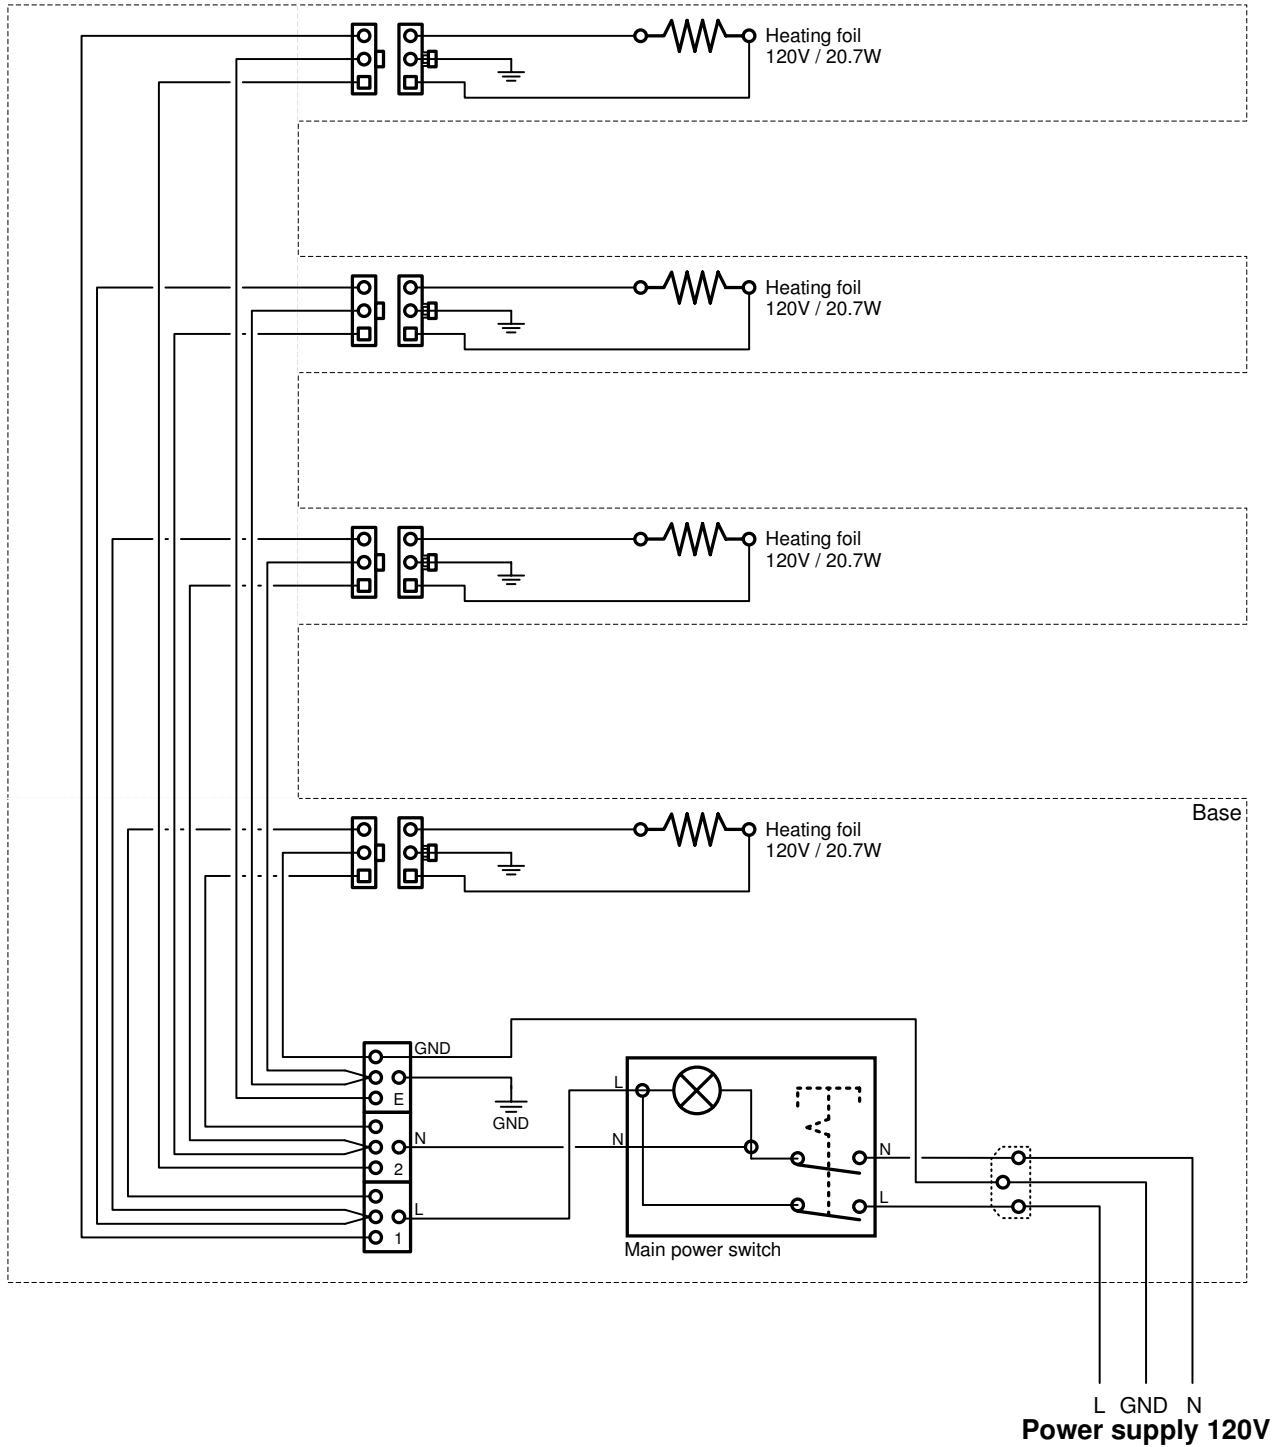 Heating foil
120V / 20.7W
Heating foil
120V / 20.7W
Heating foil
120V / 20.7W
Base
Heating foil
120V / 20.7W
GND
E
GND
L
N
N
2
N
L
L
1
Main power switch
L GND N
Power supply 120V